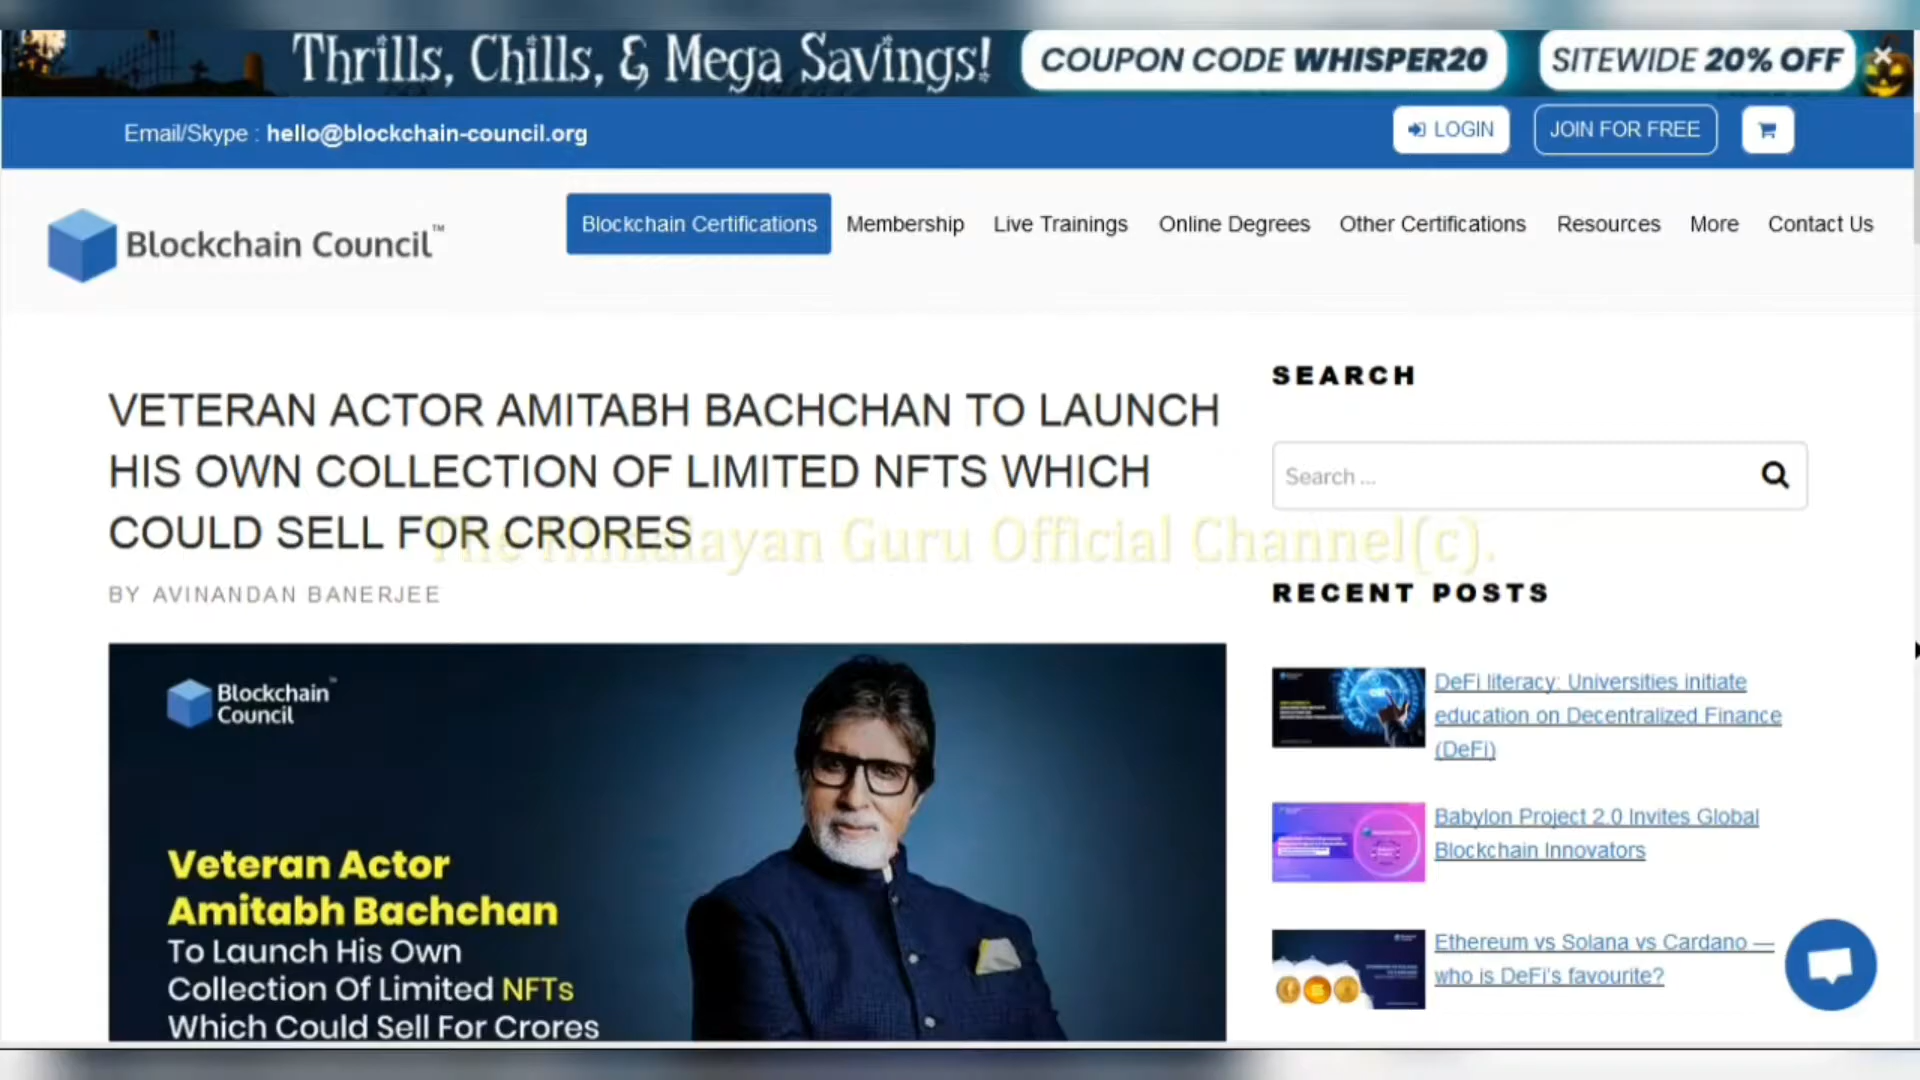 Thrills, Chills, & Mega Savings!
COUPON CODE WHISPER20
SITEWIDE 20% OFF
Email/Skype : hello@blockchain-council.org
LOGIN
JOIN FOR FREE
Blockchain Council™
Blockchain Certifications
Membership
Live Trainings
Online Degrees
Other Certifications
Resources
More
Contact Us
VETERAN ACTOR AMITABH BACHCHAN TO LAUNCH
HIS OWN COLLECTION OF LIMITED NFTS WHICH
COULD SELL FOR CRORES
The Himalayan Guru Official Channel(c).
BY AVINANDAN BANERJEE
Blockchain
Council™
Veteran Actor
Amitabh Bachchan
To Launch His Own
Collection Of Limited NFTs
Which Could Sell For Crores
SEARCH
Search ...
RECENT POSTS
DeFi literacy: Universities initiate
education on Decentralized Finance
(DeFi)
Babylon Project 2.0 Invites Global
Blockchain Innovators
Ethereum vs Solana vs Cardano —
who is DeFi's favourite?